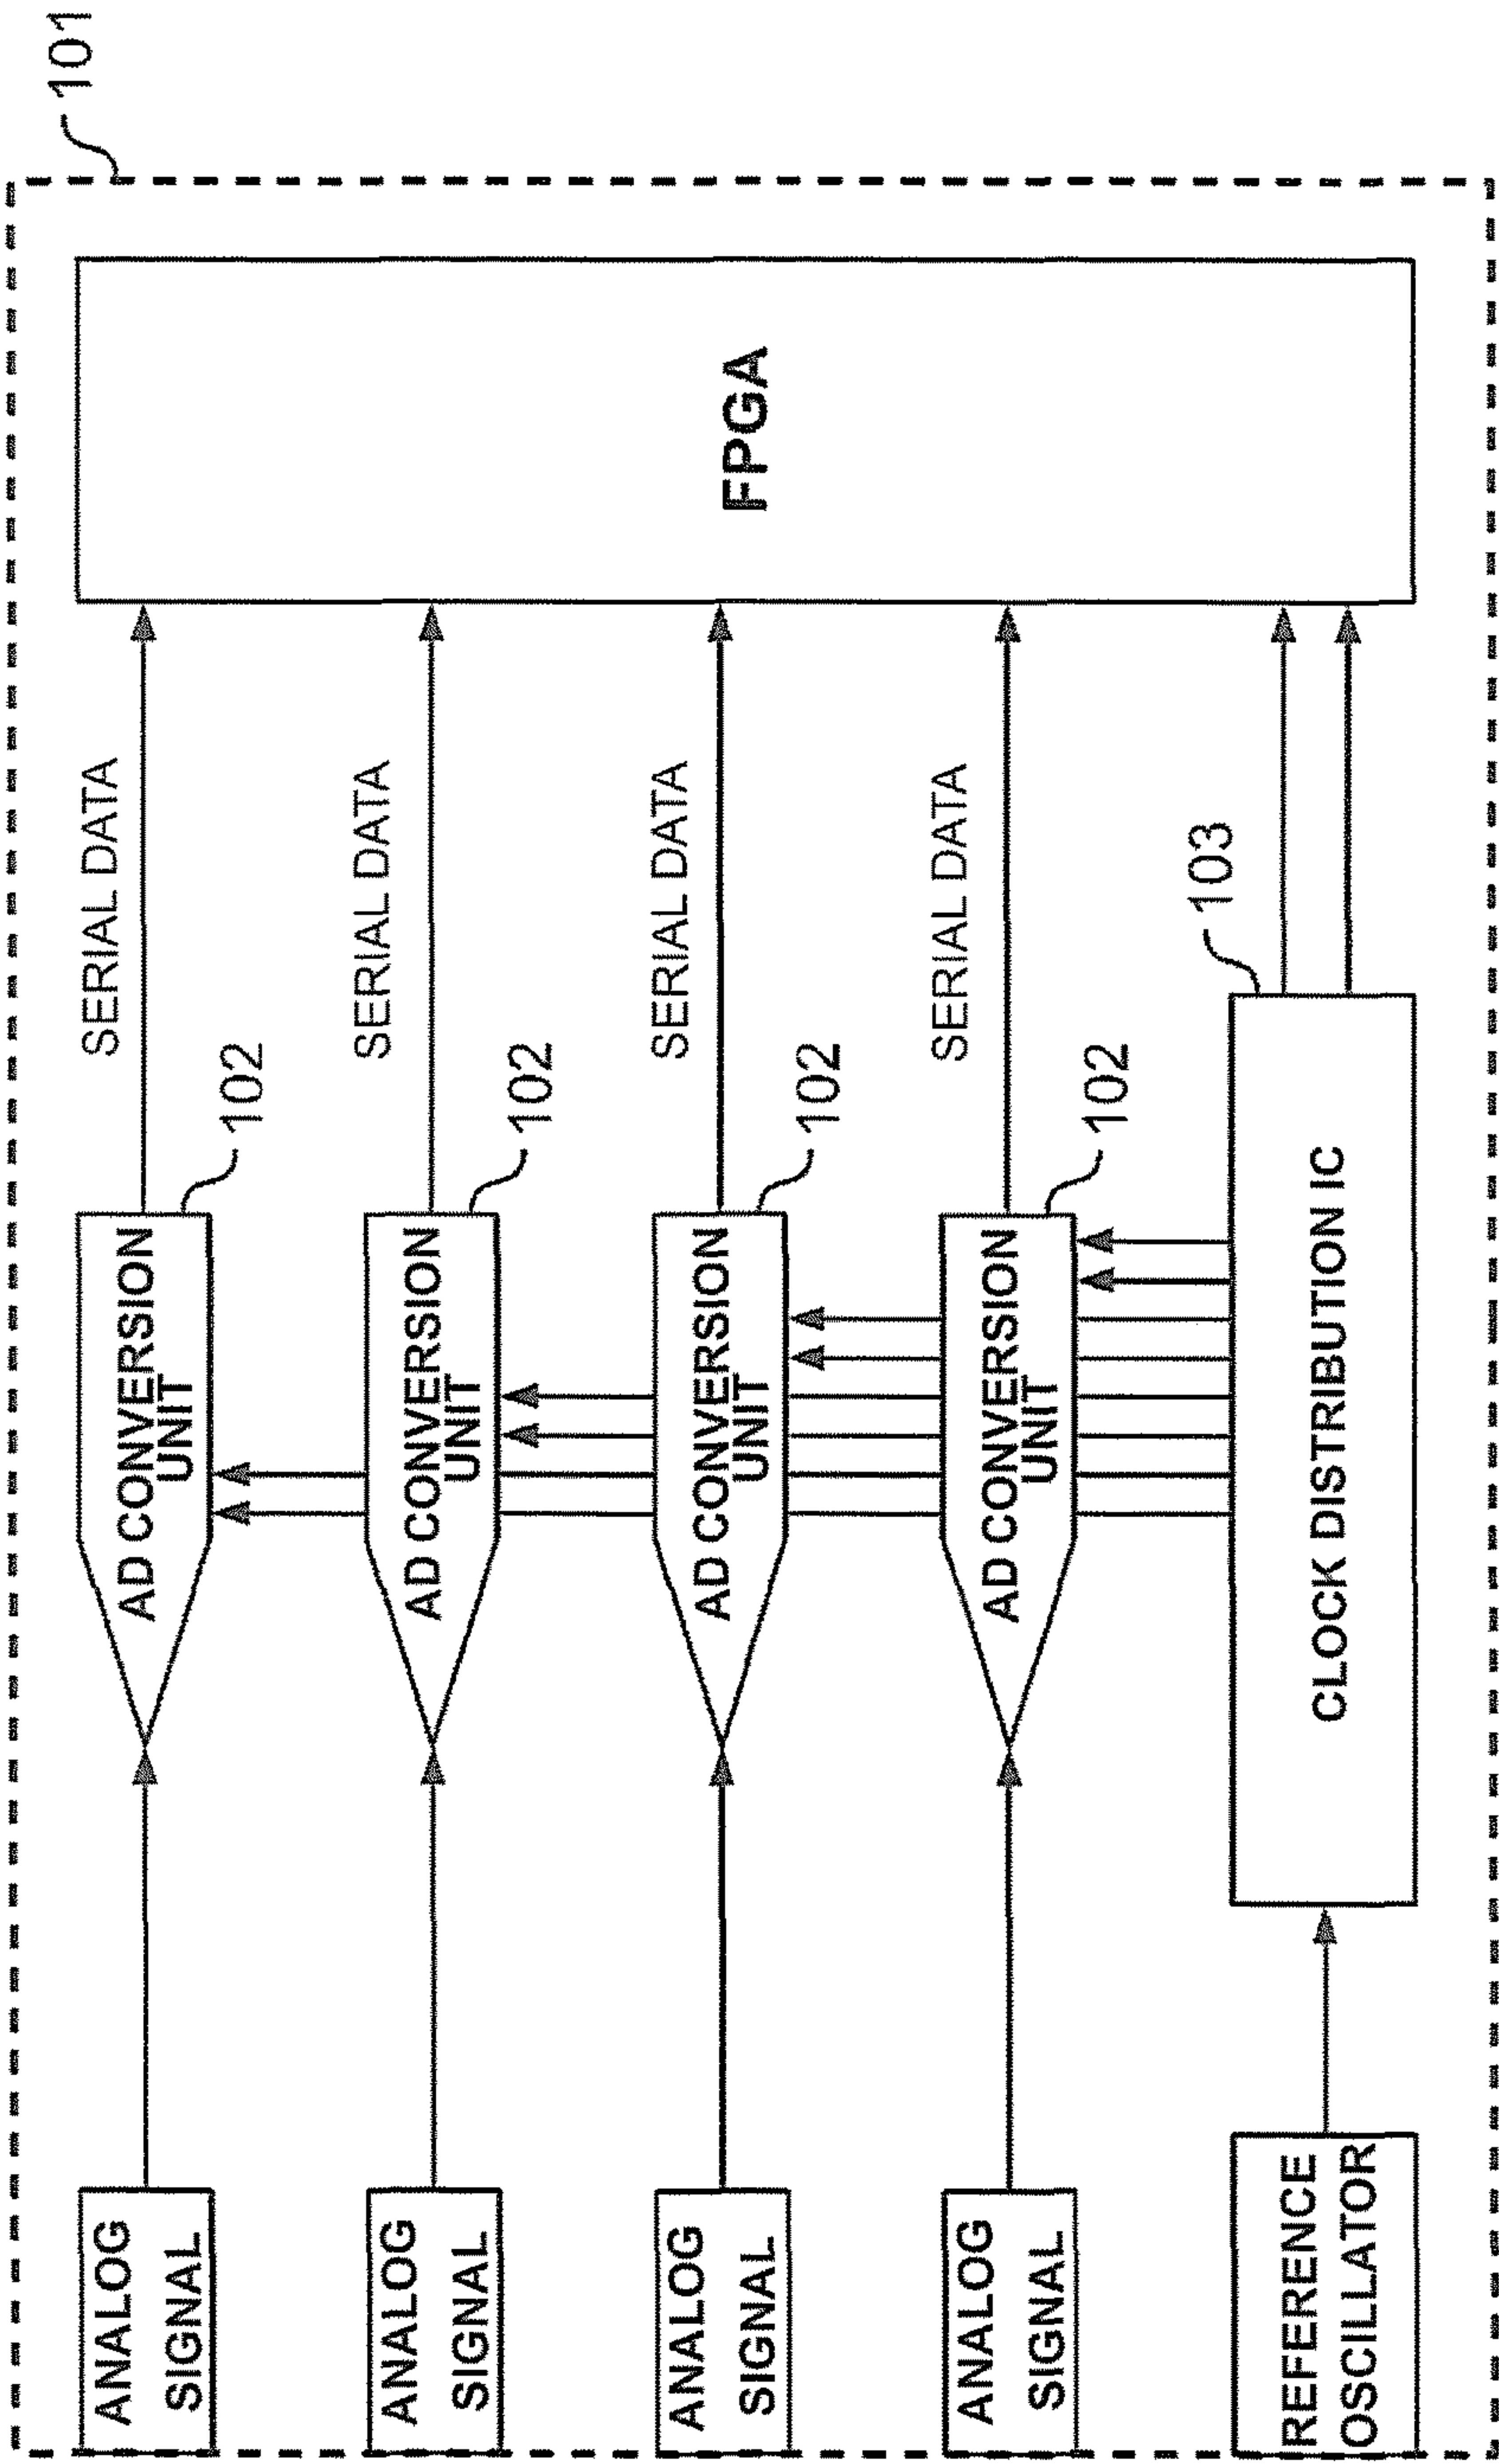 101
FPGA
SERIAL DATA
SERIAL DATA
SERIAL DATA
SERIAL DATA
102
102
102
102
103
AD CONVERSION
UNIT
AD CONVERSION
UNIT
AD CONVERSION
UNIT
AD CONVERSION
UNIT
CLOCK DISTRIBUTION IC
ANALOG
SIGNAL
ANALOG
SIGNAL
ANALOG
SIGNAL
ANALOG
SIGNAL
REFERENCE
OSCILLATOR